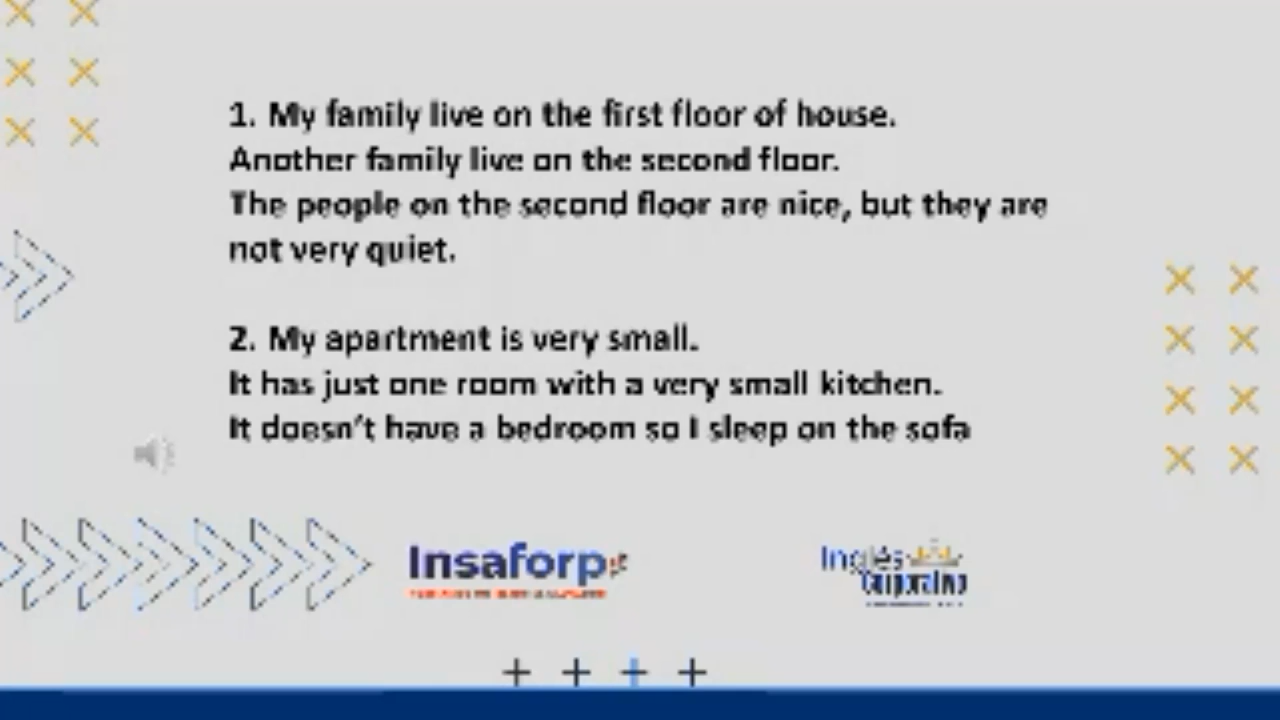 1. My family live on the first floor of house.
Another family live on the second floor.
The people on the second floor are nice, but they are
not very quiet.
2. My apartment is very small.
It has just one room with a very small kitchen.
It doesn't have a bedroom so I sleep on the sofa
Insaforp
Inglés
Corporativo